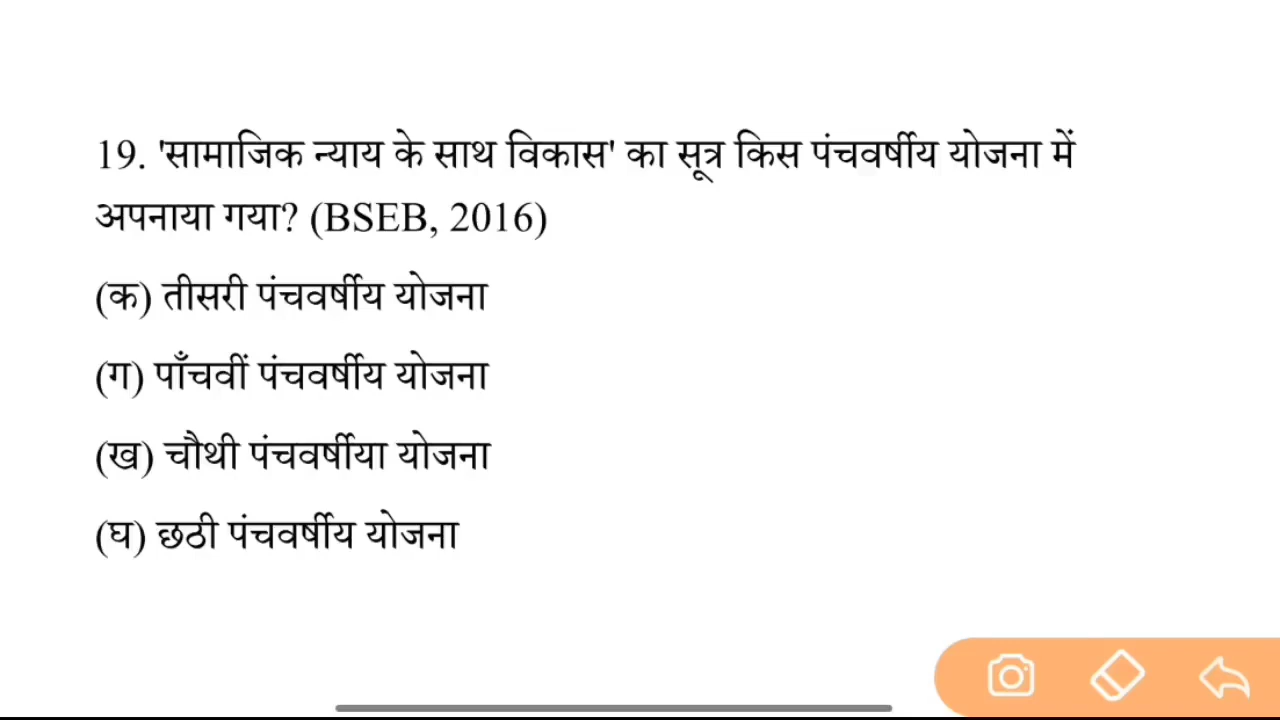 19. 'सामाजिक न्याय के साथ विकास' का सूत्र किस पंचवर्षीय योजना में
अपनाया गया? (BSEB, 2016)
(क) तीसरी पंचवर्षीय योजना
(ग) पाँचवीं पंचवर्षीय योजना
(ख) चौथी पंचवर्षीया योजना
(घ) छठी पंचवर्षीय योजना